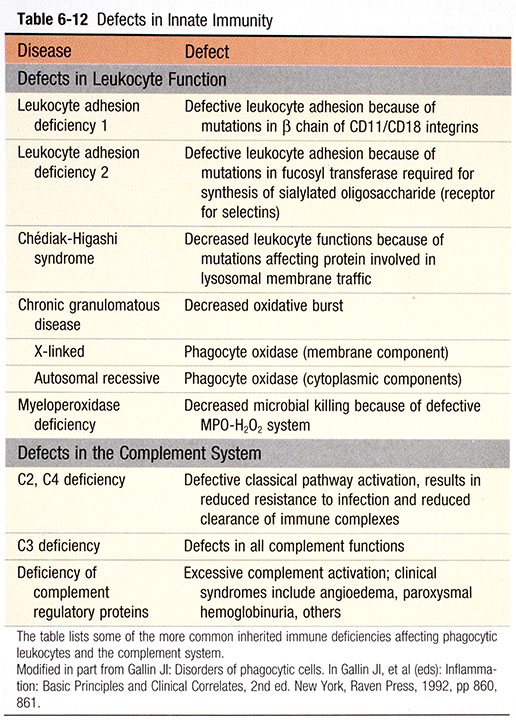 Table 6-12 Defects in Innate Immunity
Disease Defect
Defects in Leukocyte Function
Leukocyte adhesion deficiency 1
Defective leukocyte adhesion because of
mutations in β chain of CD11/CD18 integrins
Leukocyte adhesion
deficiency 2
Defective leukocyte adhesion because of
mutations in fucosyl transferase required for
synthesis of sialylated oligosaccharide (receptor
for selectins)
Chédiak-Higashi
syndrome
Decreased leukocyte functions because of
mutations affecting protein involved in
lysosomal membrane traffic
Chronic granulomatous
disease
Decreased oxidative burst
X-linked
Phagocyte oxidase (membrane component)
Autosomal recessive
Phagocyte oxidase (cytoplasmic components)
Myeloperoxidase
deficiency
Decreased microbial killing because of defective
MPO-H₂O₂ system
Defects in the Complement System
C2, C4 deficiency
Defective classical pathway activation, results in
reduced resistance to infection and reduced
clearance of immune complexes
C3 deficiency
Defects in all complement functions
Deficiency of
complement
regulatory proteins
Excessive complement activation; clinical
syndromes include angioedema, paroxysmal
hemoglobinuria, others
The table lists some of the more common inherited immune deficiencies affecting phagocytic
leukocytes and the complement system.
Modified in part from Gallin JI: Disorders of phagocytic cells. In Gallin JI, et al (eds): Inflamma-
tion: Basic Principles and Clinical Correlates, 2nd ed. New York, Raven Press, 1992, pp 860,
861.